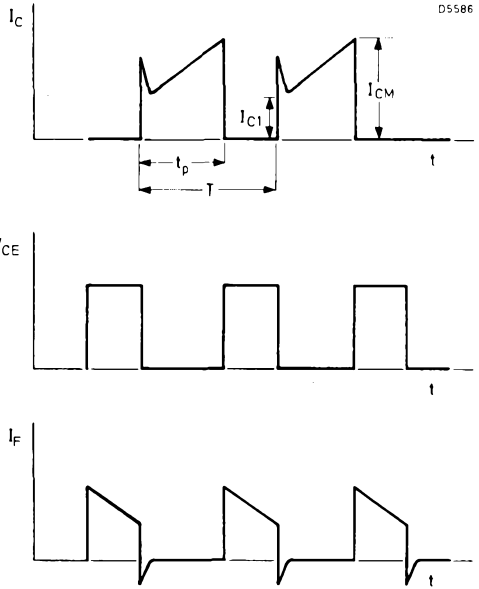 D5586
I_C
I_C1
I_CM
t_p
t
T
V_CE
t
I_F
t